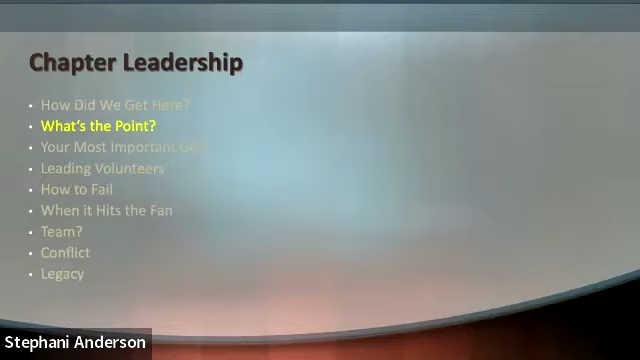 Chapter Leadership
• How Did We Get Here?
• What's the Point?
• Your Most Important
• Leading Volunteers
• How to Fail
• When it Hits the Fan
• Team?
• Conflict
• Legacy
Stephani Anderson